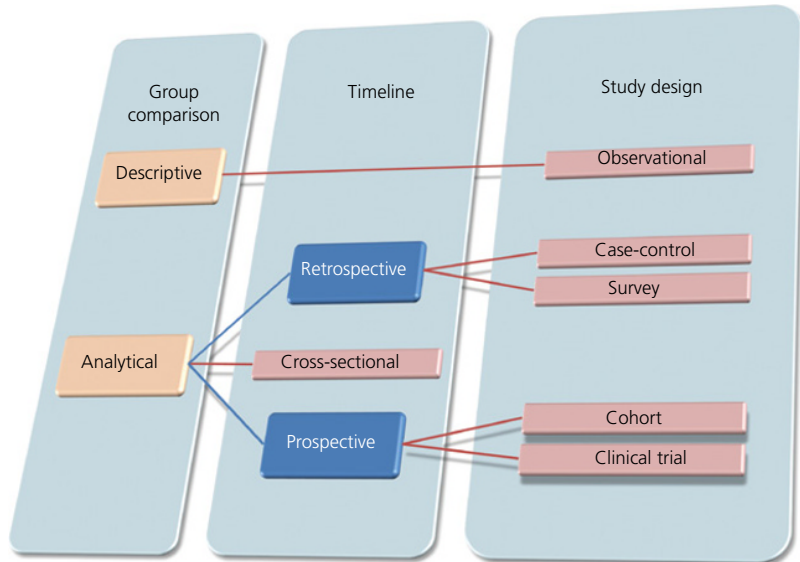 Group
comparison
Timeline
Study design
Descriptive
Observational
Retrospective
Case-control
Survey
Analytical
Cross-sectional
Prospective
Cohort
Clinical trial